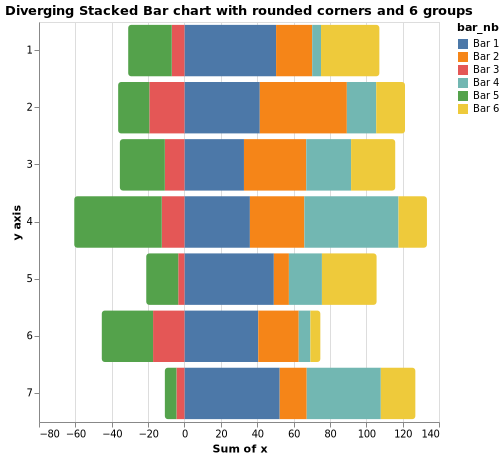 Diverging Stacked Bar chart with rounded corners and 6 groups
bar_nb
Bar 1
Bar 2
Bar 3
Bar 4
Bar 5
Bar 6
y axis
1
2
3
4
5
6
7
−80 −60 −40 −20 0 20 40 60 80 100 120 140
Sum of x